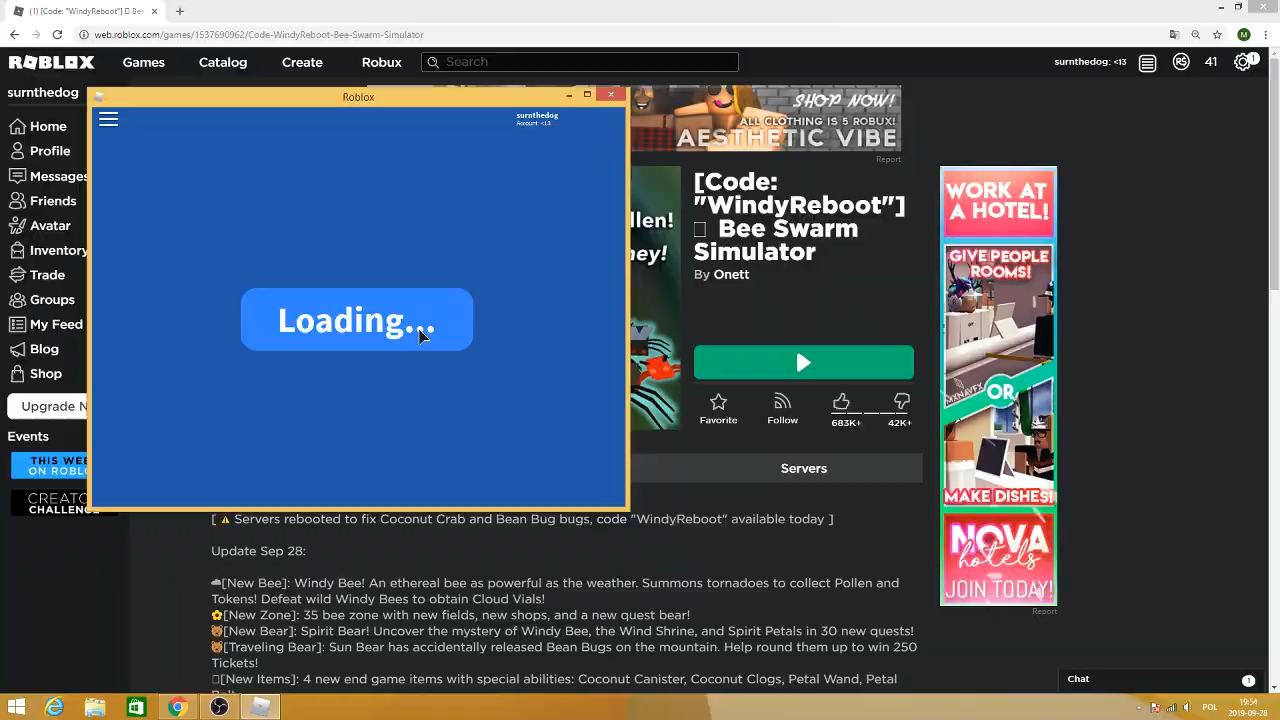 (1) [Code: "WindyReboot"]
web.roblox.com/games/1537690962/Code-WindyReboot-Bee-Swarm-Simulator
M
ROBLOX
Games
Catalog
Create
Robux
Search
surnthedog: <13
41
1
surnthedog
Home
Profile
Messages
Friends
Avatar
Inventory
Trade
Groups
My Feed
Blog
Shop
Upgrade N
Events
THIS WEE
ON ROBLO
CREATO
CHALLENGE
Roblox
surnthedog
Account: <13
Loading...
SHOP NOW!
ALL CLOTHING IS 5 ROBUX!
AESTHETIC VIBE
Report
llen!
ey!
[Code:
"WindyReboot"]
Bee Swarm
Simulator
By Onett
Favorite
Follow
683K+
42K+
Servers
WORK AT
A HOTEL!
GIVE PEOPLE
ROOMS!
OR
MAKE DISHES!
NOVA
hotels
JOIN TODAY!
Report
[ ⚠ Servers rebooted to fix Coconut Crab and Bean Bug bugs, code "WindyReboot" available today ]
Update Sep 28:
☁[New Bee]: Windy Bee! An ethereal bee as powerful as the weather. Summons tornadoes to collect Pollen and
Tokens! Defeat wild Windy Bees to obtain Cloud Vials!
🌼[New Zone]: 35 bee zone with new fields, new shops, and a new quest bear!
🐻[New Bear]: Spirit Bear! Uncover the mystery of Windy Bee, the Wind Shrine, and Spirit Petals in 30 new quests!
🐻[Traveling Bear]: Sun Bear has accidentally released Bean Bugs on the mountain. Help round them up to win 250
Tickets!
[New Items]: 4 new end game items with special abilities: Coconut Canister, Coconut Clogs, Petal Wand, Petal
Chat
1
POL
19:54
2019-09-28